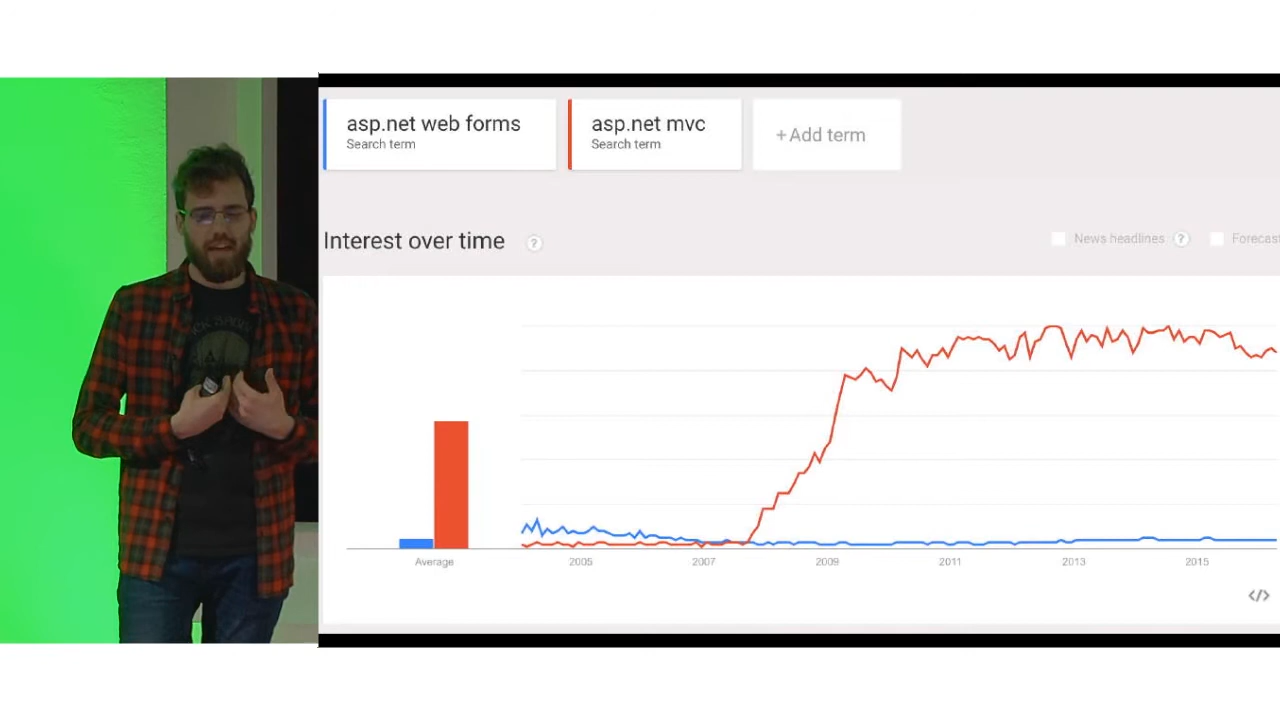 asp.net web forms
Search term
asp.net mvc
Search term
+ Add term
Interest over time
?
News headlines
?
Forecast
Average
2005
2007
2009
2011
2013
2015
</>